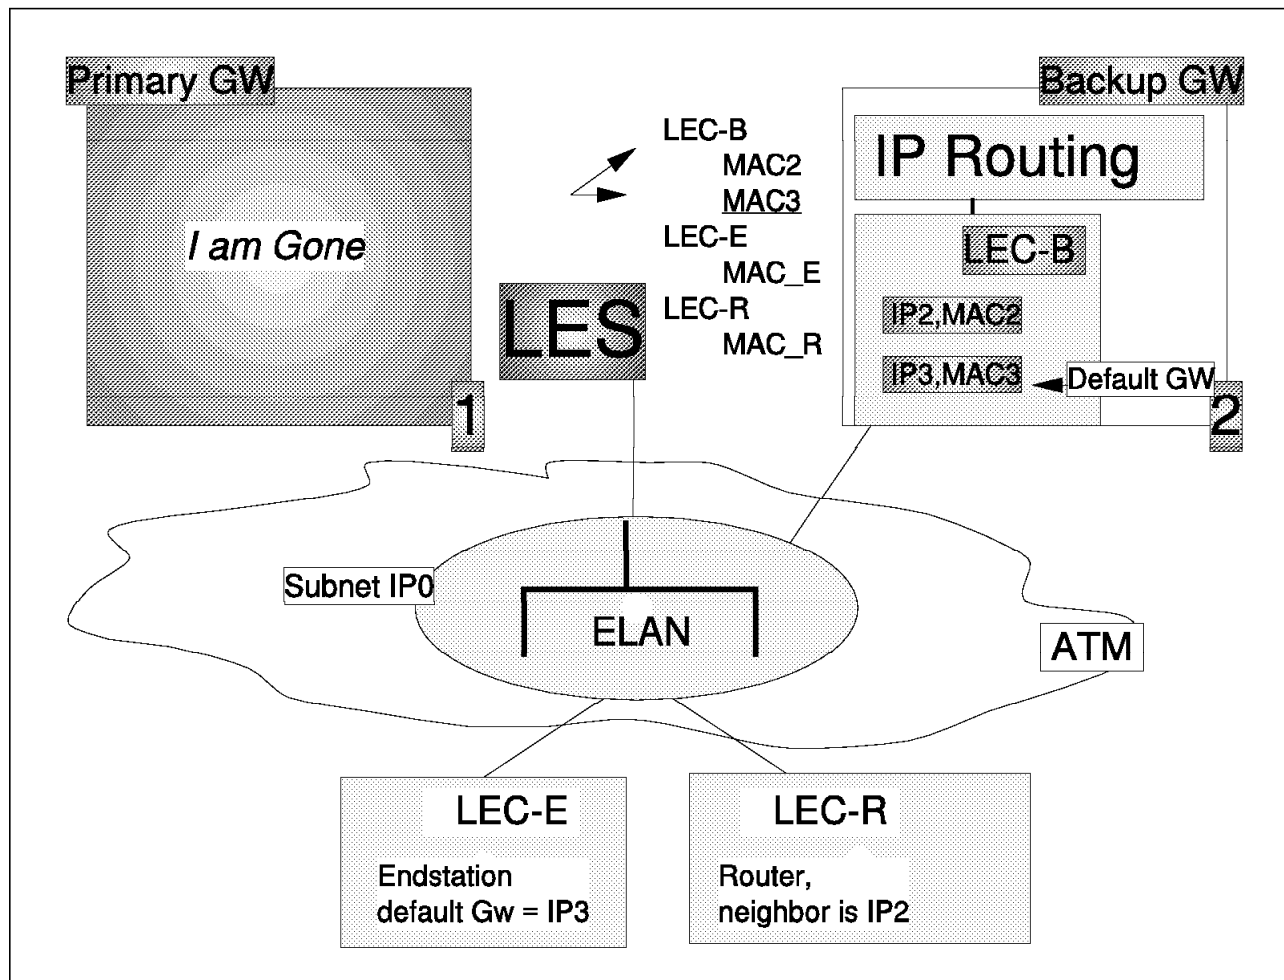 Primary GW
I am Gone
1
LES
LEC-B
MAC2
MAC3
LEC-E
MAC_E
LEC-R
MAC_R
Backup GW
IP Routing
LEC-B
IP2,MAC2
IP3,MAC3
Default GW
2
Subnet IP0
ELAN
ATM
LEC-E
Endstation
default Gw = IP3
LEC-R
Router,
neighbor is IP2